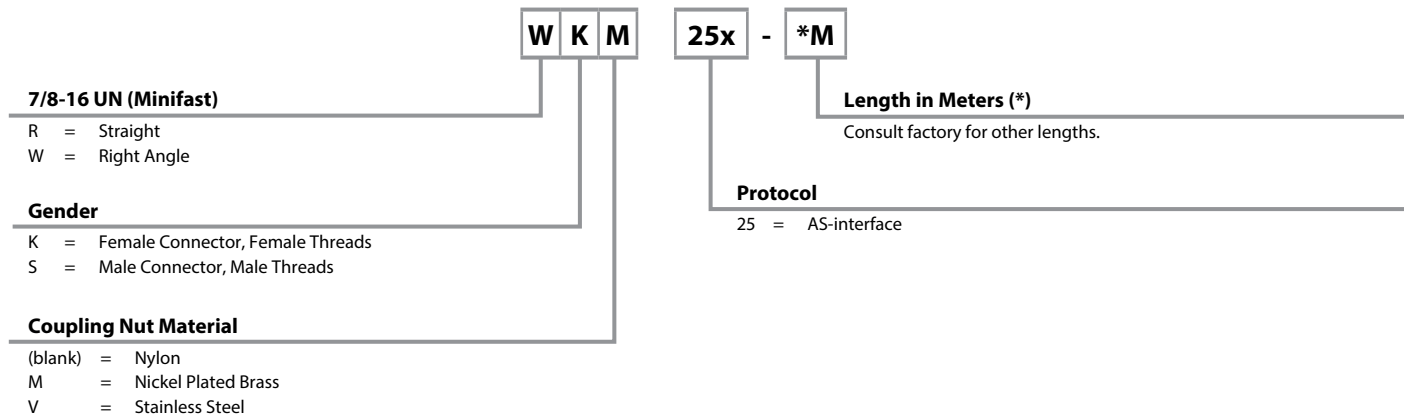 W K M 25x - *M
7/8-16 UN (Minifast)
R = Straight
W = Right Angle
Gender
K = Female Connector, Female Threads
S = Male Connector, Male Threads
Coupling Nut Material
(blank) = Nylon
M = Nickel Plated Brass
V = Stainless Steel
Length in Meters (*)
Consult factory for other lengths.
Protocol
25 = AS-interface